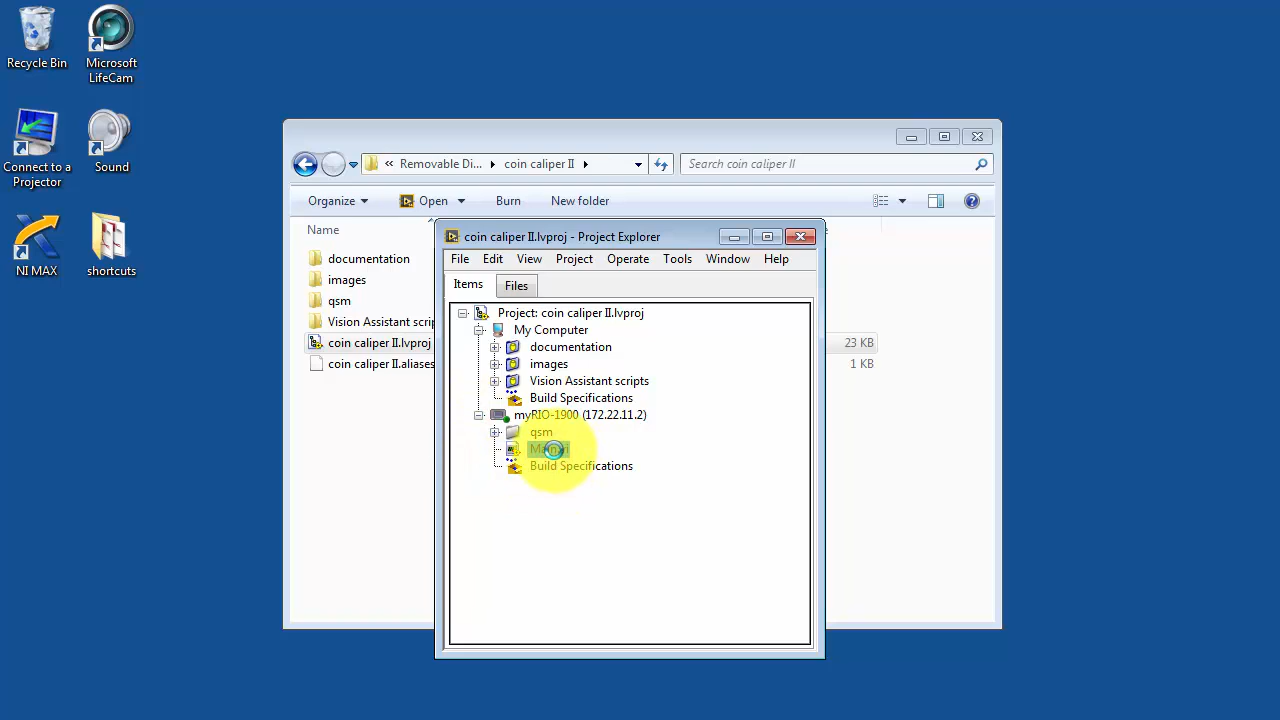 Recycle Bin
Microsoft
LifeCam
Connect to a
Projector
Sound
NI MAX
shortcuts
« Removable Di... coin caliper II
Search coin caliper II
Organize Open Burn New folder
Name
documentation
images
qsm
Vision Assistant scrip
coin caliper II.lvproj
23 KB
coin caliper II.aliases
1 KB
coin caliper II.lvproj - Project Explorer
File Edit View Project Operate Tools Window Help
Items Files
Project: coin caliper II.lvproj
My Computer
documentation
images
Vision Assistant scripts
Build Specifications
myRIO-1900 (172.22.11.2)
qsm
Build Specifications